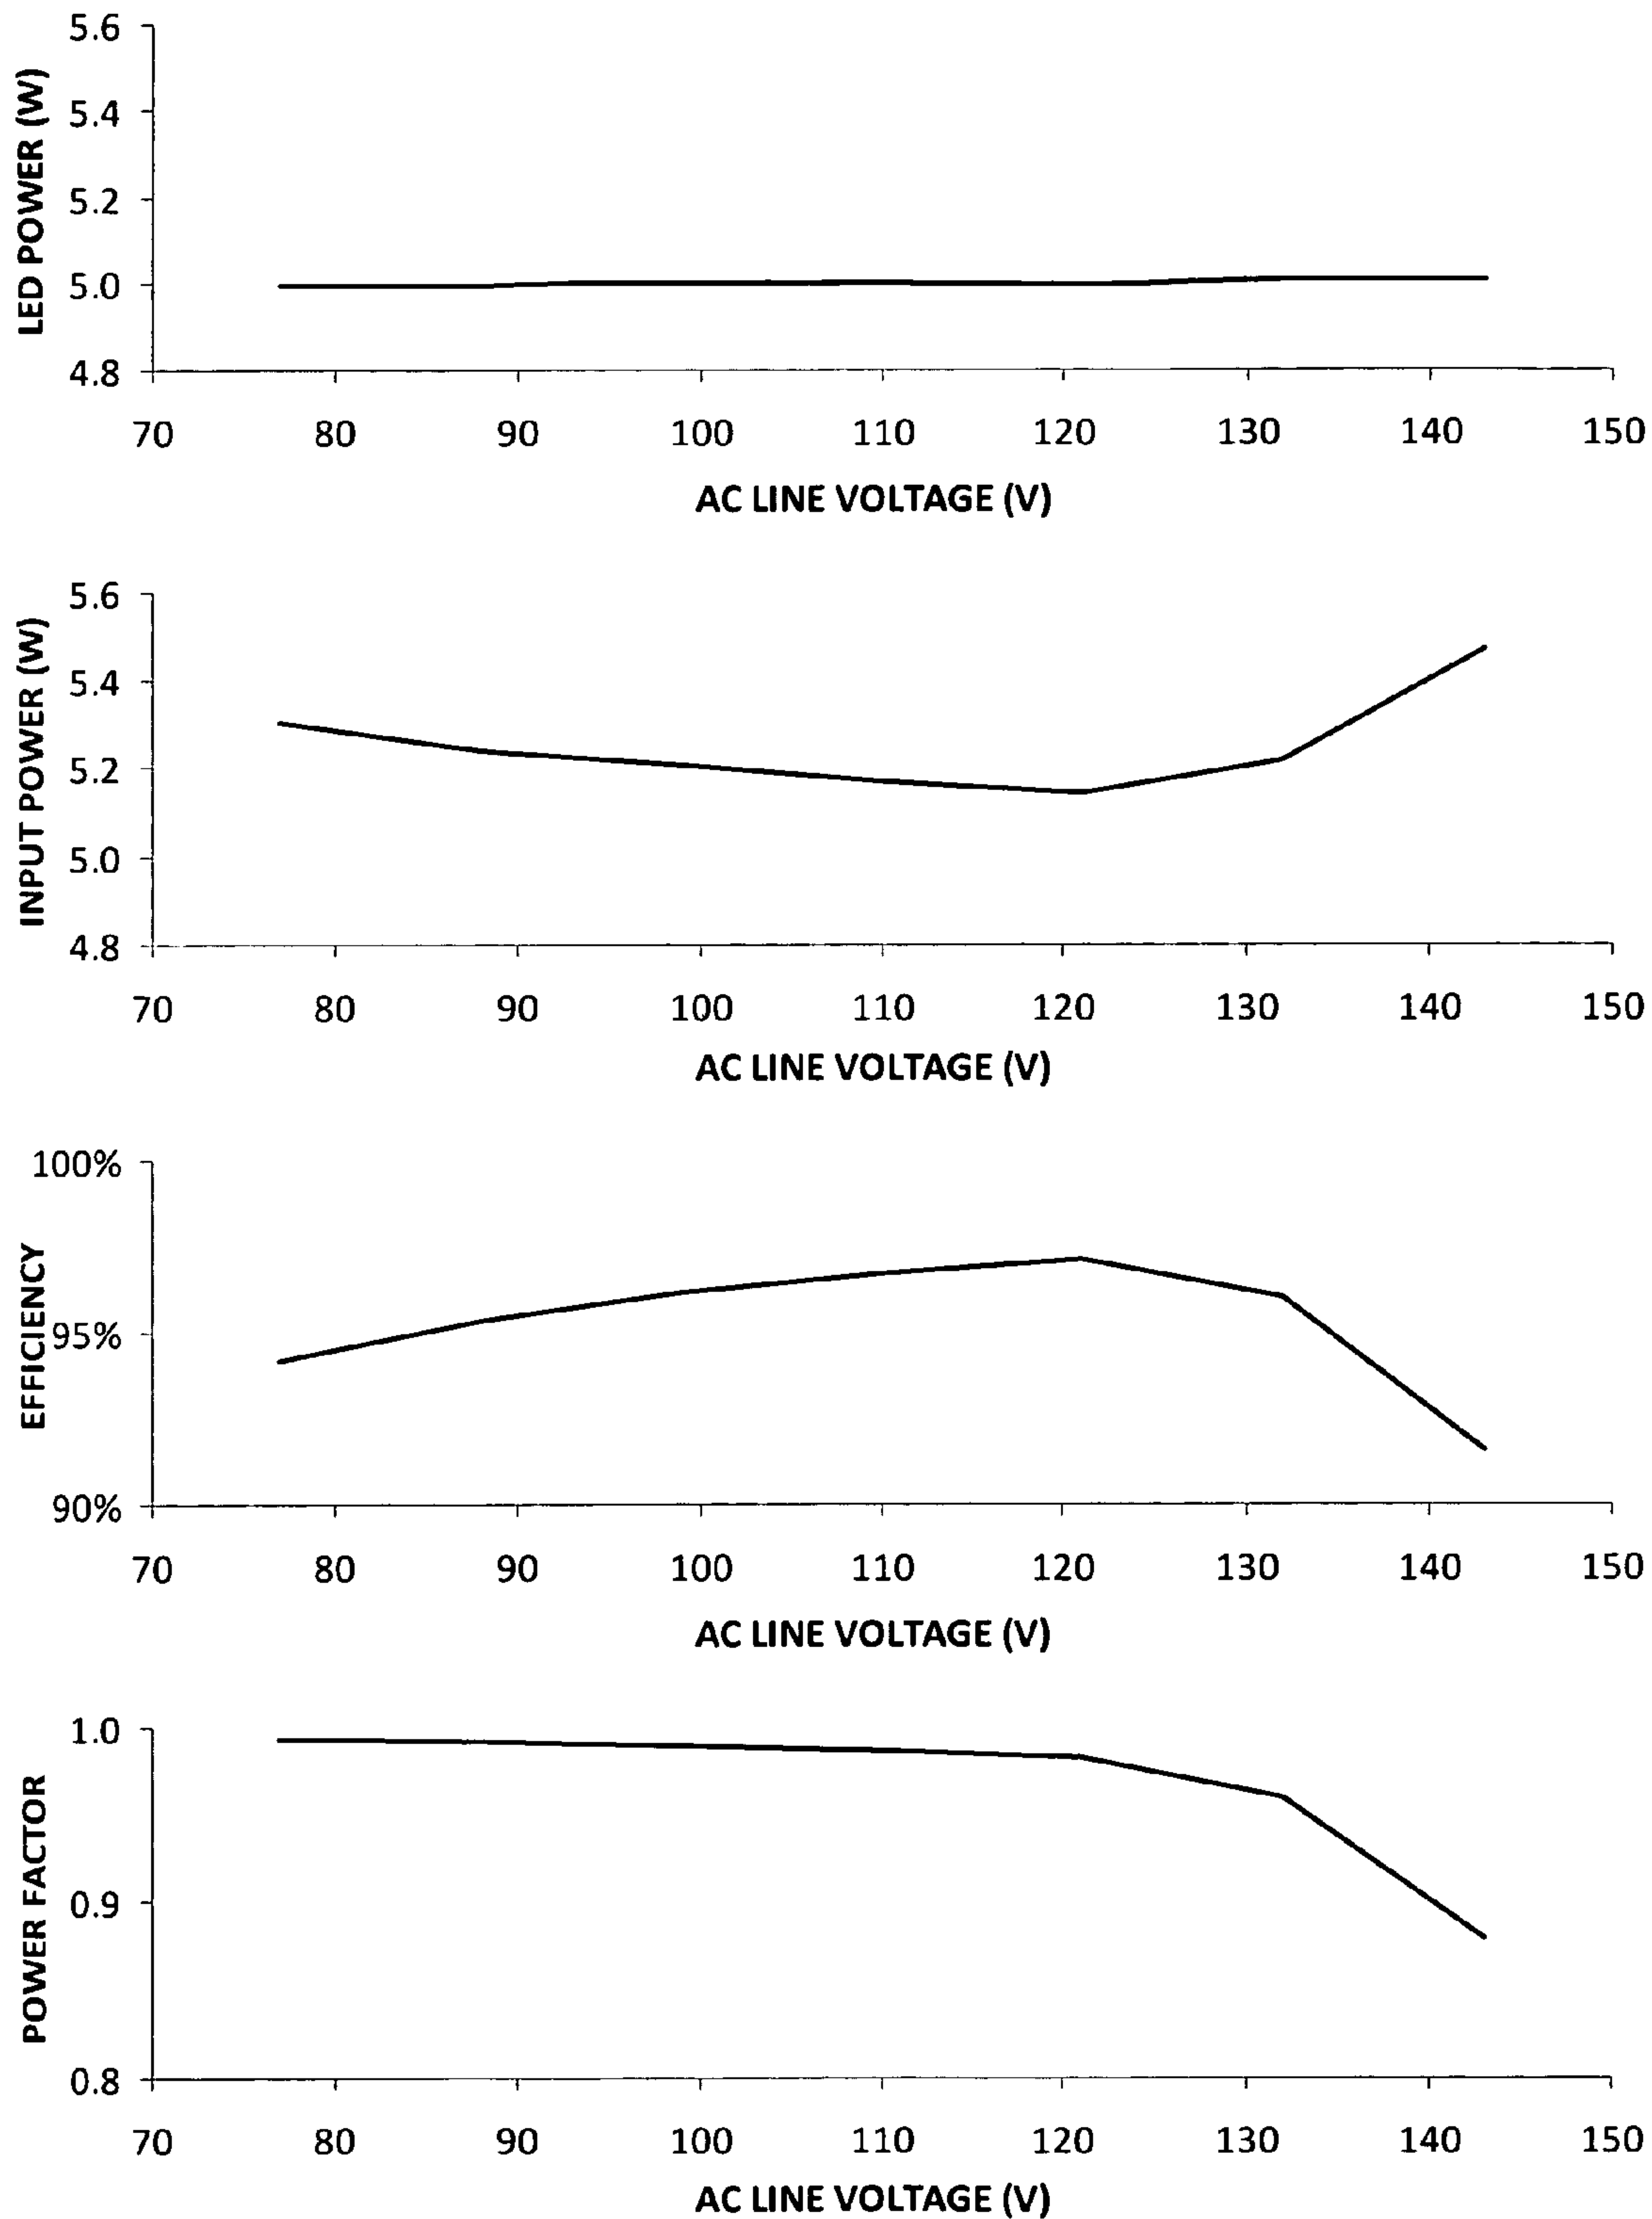 LED POWER (W)
5.6
5.4
5.2
5.0
4.8
70 80 90 100 110 120 130 140 150
AC LINE VOLTAGE (V)
INPUT POWER (W)
5.6
5.4
5.2
5.0
4.8
70 80 90 100 110 120 130 140 150
AC LINE VOLTAGE (V)
EFFICIENCY
100%
95%
90%
70 80 90 100 110 120 130 140 150
AC LINE VOLTAGE (V)
POWER FACTOR
1.0
0.9
0.8
70 80 90 100 110 120 130 140 150
AC LINE VOLTAGE (V)